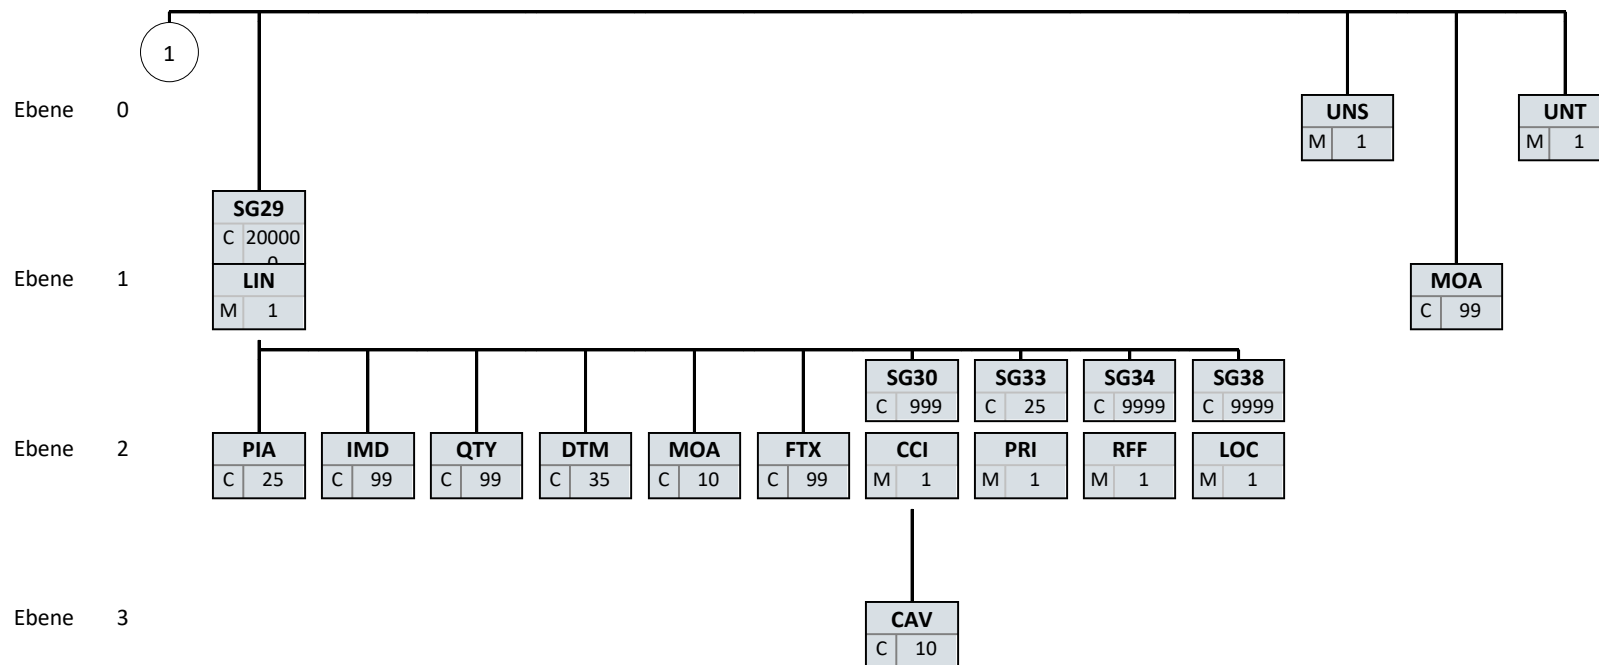 1
Ebene 0
UNS
UNT
M 1
M 1
SG29
C 20000
0
Ebene 1
LIN
MOA
M 1
C 99
SG30 SG33 SG34 SG38
C 999 C 25 C 9999 C 9999
Ebene 2
PIA IMD QTY DTM MOA FTX CCI PRI RFF LOC
C 25 C 99 C 99 C 35 C 10 C 99 M 1 M 1 M 1 M 1
Ebene 3
CAV
C 10